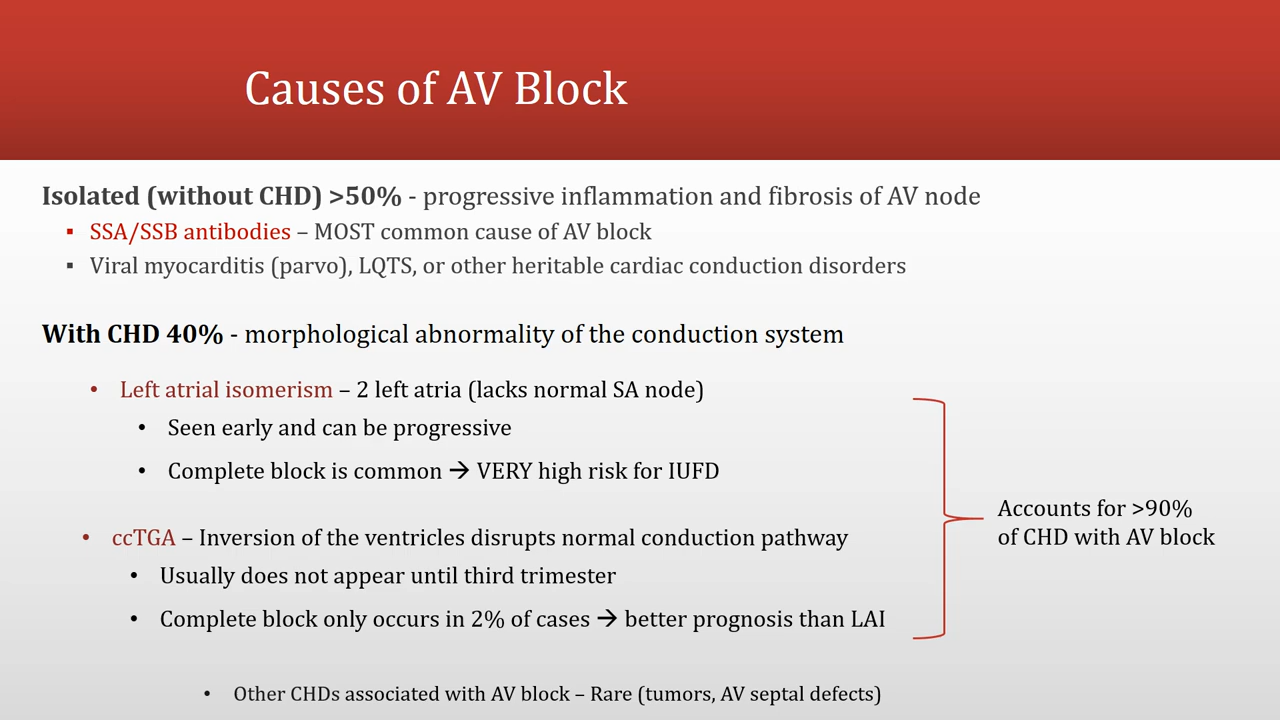 Causes of AV Block
Isolated (without CHD) >50% - progressive inflammation and fibrosis of AV node
▪ SSA/SSB antibodies – MOST common cause of AV block
▪ Viral myocarditis (parvo), LQTS, or other heritable cardiac conduction disorders
With CHD 40% - morphological abnormality of the conduction system
• Left atrial isomerism – 2 left atria (lacks normal SA node)
• Seen early and can be progressive
• Complete block is common → VERY high risk for IUFD
• ccTGA – Inversion of the ventricles disrupts normal conduction pathway
• Usually does not appear until third trimester
• Complete block only occurs in 2% of cases → better prognosis than LAI
Accounts for >90%
of CHD with AV block
• Other CHDs associated with AV block – Rare (tumors, AV septal defects)